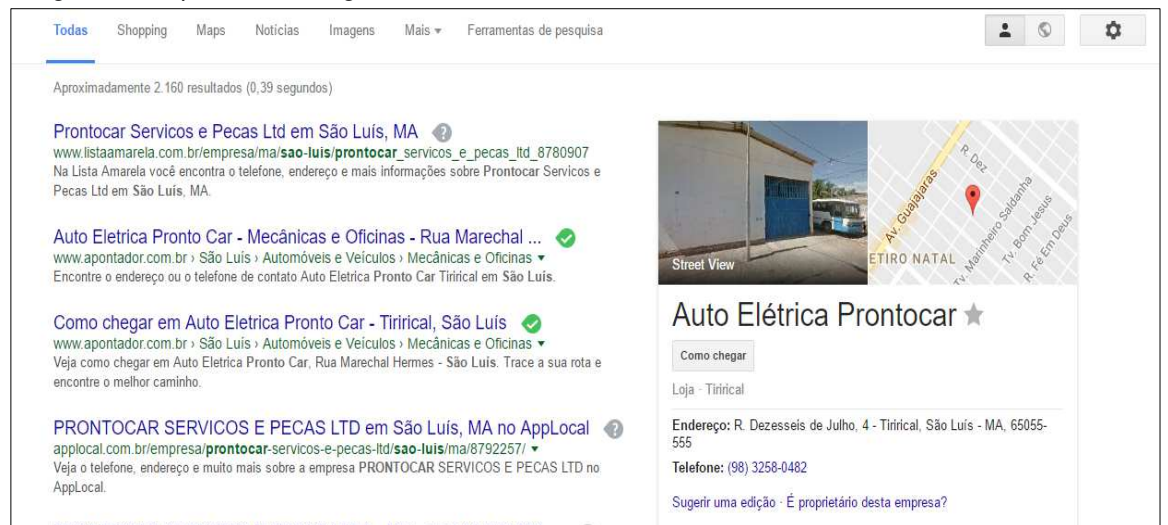 Todas Shopping Maps Notícias Imagens Mais Ferramentas de pesquisa
Aproximadamente 2.160 resultados (0,39 segundos)
Prontocar Servicos e Pecas Ltd em São Luís, MA
www.listaamarela.com.br/empresa/ma/sao-luis/prontocar_servicos_e_pecas_ltd_8780907
Na Lista Amarela você encontra o telefone, endereço e mais informações sobre Prontocar Servicos e
Pecas Ltd em São Luís, MA.
Auto Eletrica Pronto Car - Mecânicas e Oficinas - Rua Marechal ...
www.apontador.com.br › São Luís › Automóveis e Veículos › Mecânicas e Oficinas
Encontre o endereço ou o telefone de contato Auto Eletrica Pronto Car Tirirical em São Luís.
Como chegar em Auto Eletrica Pronto Car - Tirirical, São Luís
www.apontador.com.br › São Luís › Automóveis e Veículos › Mecânicas e Oficinas
Veja como chegar em Auto Eletrica Pronto Car, Rua Marechal Hermes - São Luís. Trace a sua rota e
encontre o melhor caminho.
PRONTOCAR SERVICOS E PECAS LTD em São Luís, MA no AppLocal
applocal.com.br/empresa/prontocar-servicos-e-pecas-ltd/sao-luis/ma/8792257/
Veja o telefone, endereço e muito mais sobre a empresa PRONTOCAR SERVICOS E PECAS LTD no
AppLocal.
Street View
R. Dez
Av. Guajajaras
ETIRO NATAL
Tv. Marinheiro Saldanha
Tv. Bom Jesus
R. Fé Em Deus
Auto Elétrica Prontocar
Como chegar
Loja · Tirirical
Endereço: R. Dezesseis de Julho, 4 - Tirirical, São Luís - MA, 65055-
555
Telefone: (98) 3258-0482
Sugerir uma edição · É proprietário desta empresa?